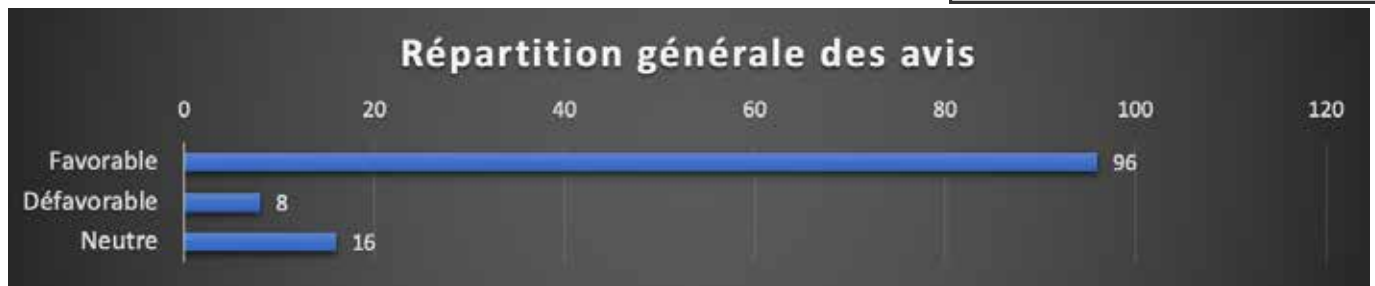 Répartition générale des avis
0 20 40 60 80 100 120
Favorable 96
Défavorable 8
Neutre 16